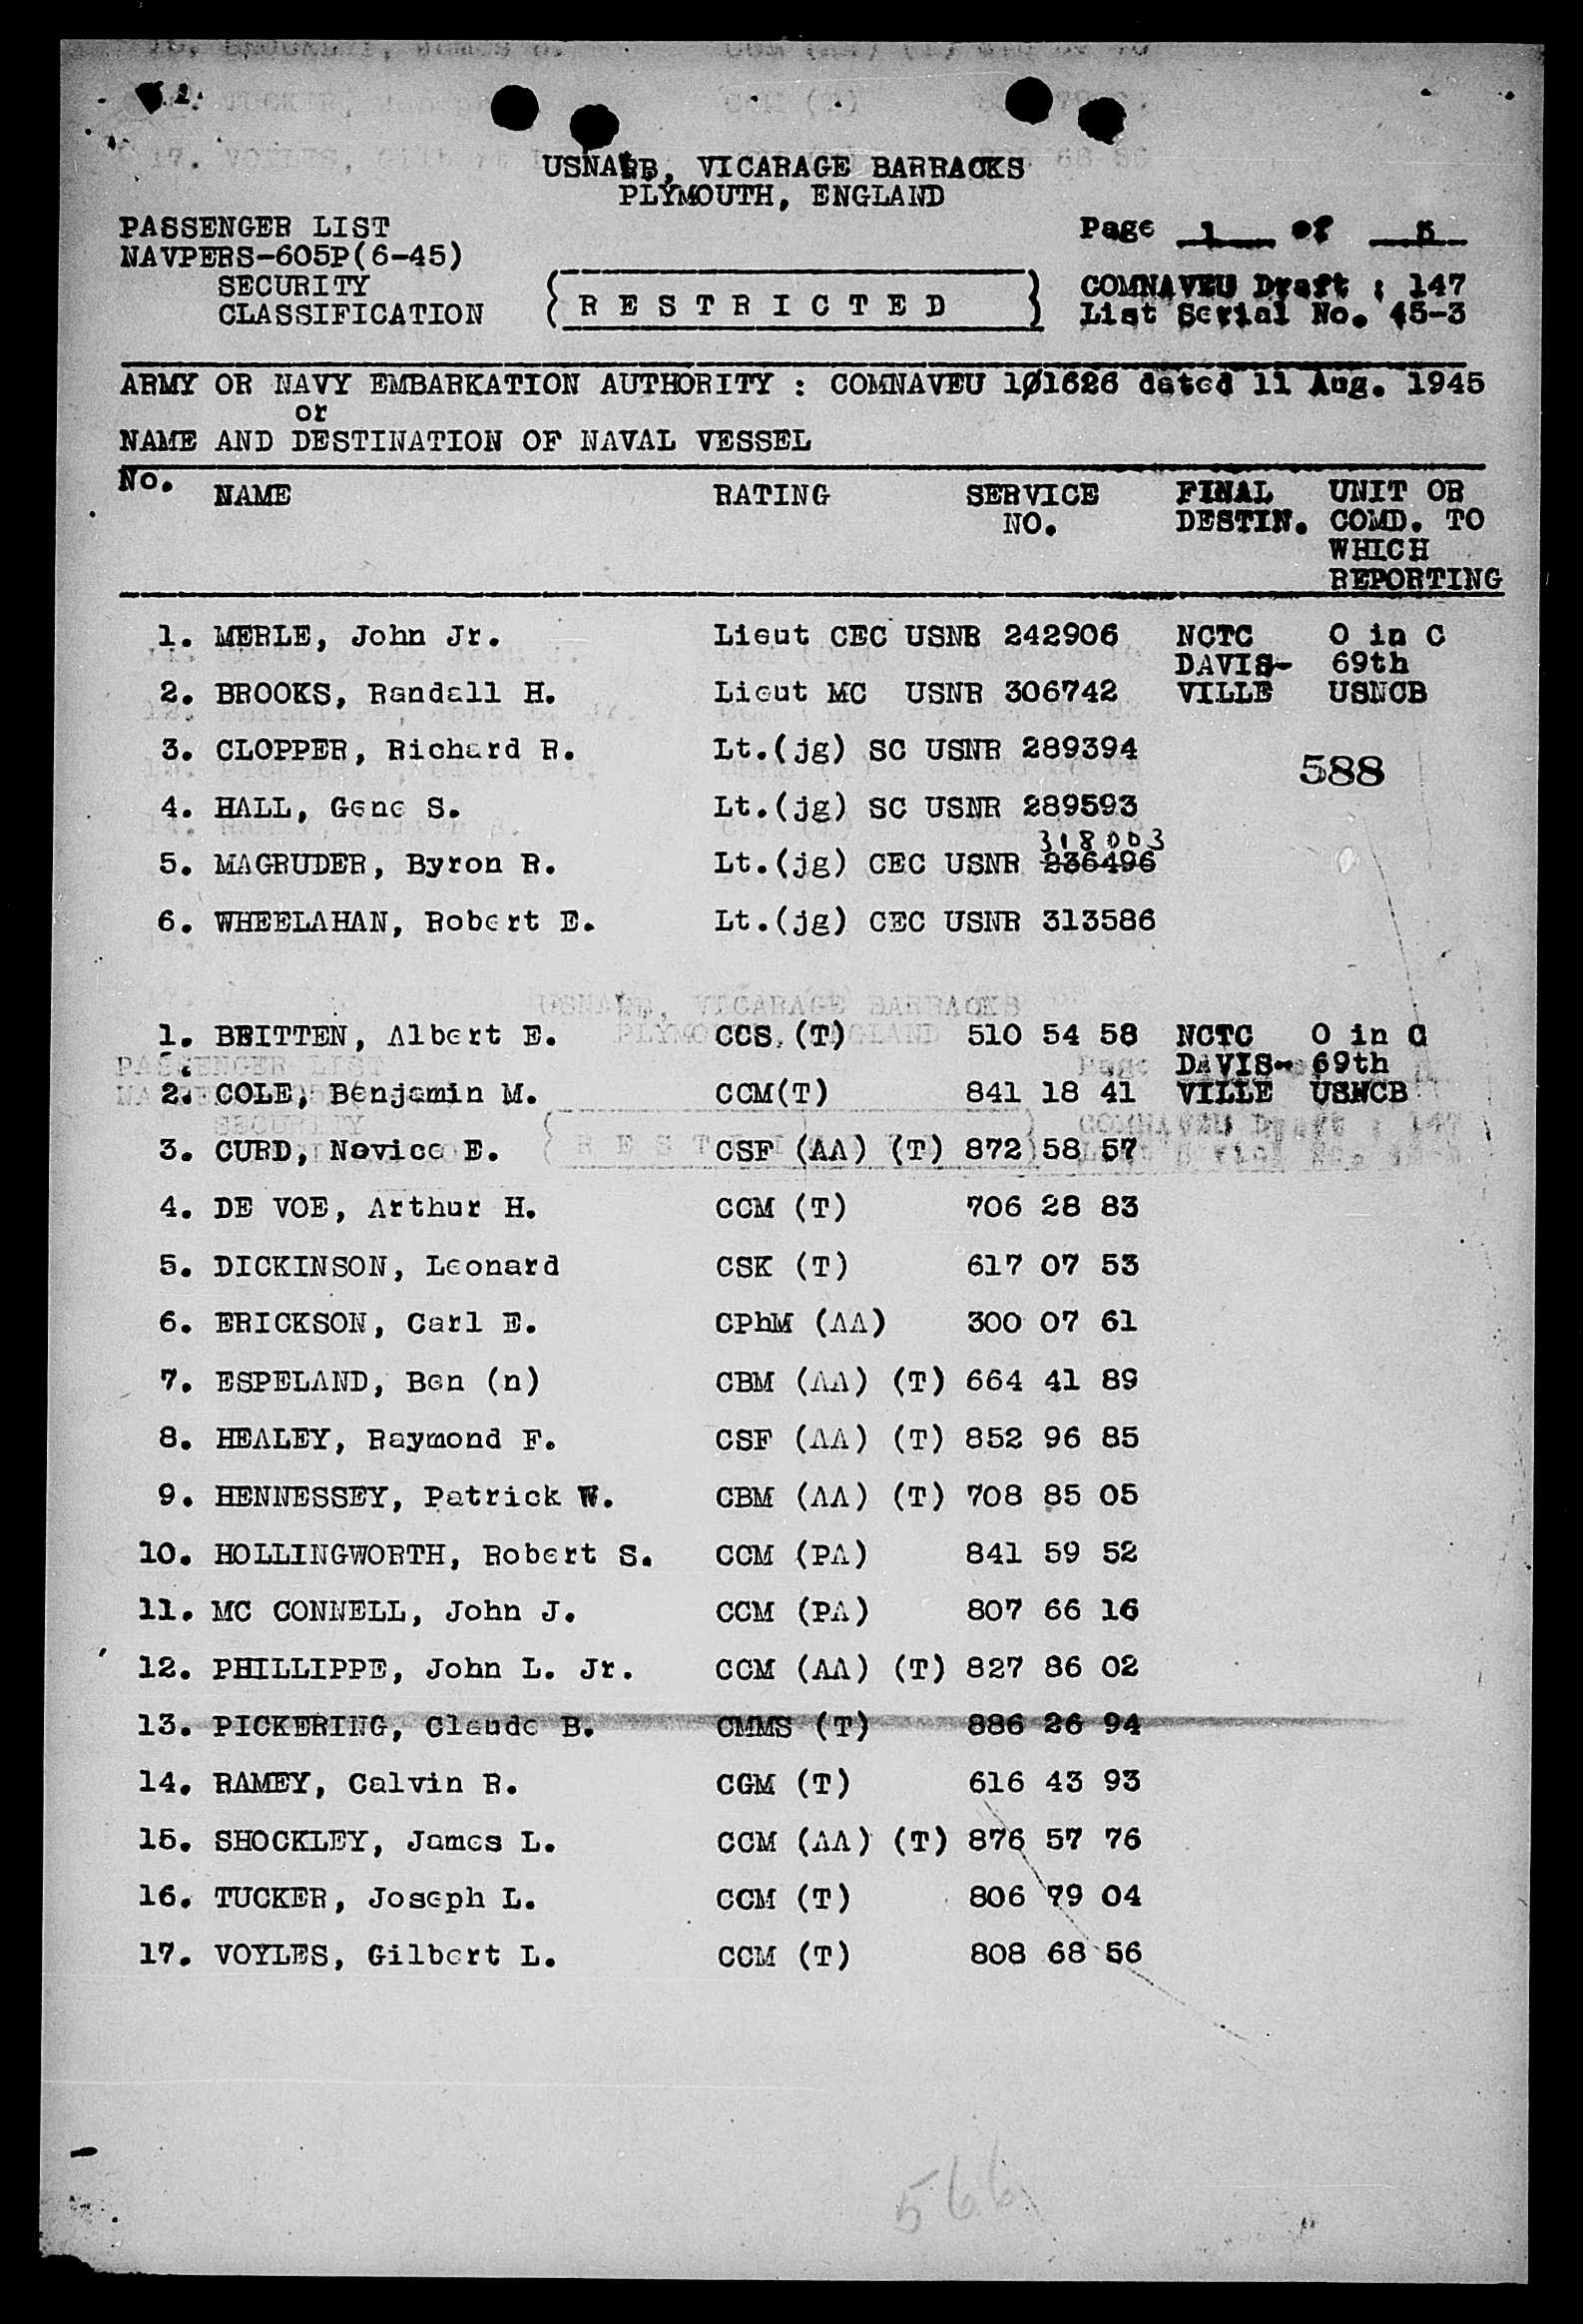 USNABB, VICARAGE BARRACKS
PLYMOUTH, ENGLAND
PASSENGER LIST Page 1 of 5
NAVPERS-605P(6-45)
SECURITY ( R E S T R I C T E D ) COMNAVEU Draft : 147
CLASSIFICATION List Serial No. 45-3
ARMY OR NAVY EMBARKATION AUTHORITY : COMNAVEU 1Ø1626 dated 11 Aug. 1945
or
NAME AND DESTINATION OF NAVAL VESSEL
No. NAME RATING SERVICE FINAL UNIT OR
NO. DESTIN. COMD. TO
WHICH
REPORTING
1. MERLE, John Jr. Lieut CEC USNR 242906 NCTC O in C
DAVIS- 69th
2. BROOKS, Randall H. Lieut MC USNR 306742 VILLE USNCB
3. CLOPPER, Richard R. Lt.(jg) SC USNR 289394
588
4. HALL, Gene S. Lt.(jg) SC USNR 289593
318003
5. MAGRUDER, Byron R. Lt.(jg) CEC USNR 236496
6. WHEELAHAN, Robert E. Lt.(jg) CEC USNR 313586
1. BRITTEN, Albert E. CCS (T) 510 54 58 NCTC O in C
DAVIS- 69th
2. COLE, Benjamin M. CCM(T) 841 18 41 VILLE USNCB
3. CURD, Novice E. CSF (AA) (T) 872 58 57
4. DE VOE, Arthur H. CCM (T) 706 28 83
5. DICKINSON, Leonard CSK (T) 617 07 53
6. ERICKSON, Carl E. CPhM (AA) 300 07 61
7. ESPELAND, Ben (n) CBM (AA) (T) 664 41 89
8. HEALEY, Raymond F. CSF (AA) (T) 852 96 85
9. HENNESSEY, Patrick W. CBM (AA) (T) 708 85 05
10. HOLLINGWORTH, Robert S. CCM (PA) 841 59 52
11. MC CONNELL, John J. CCM (PA) 807 66 16
12. PHILLIPPE, John L. Jr. CCM (AA) (T) 827 86 02
13. PICKERING, Claude B. CMMS (T) 886 26 94
14. RAMEY, Calvin R. CGM (T) 616 43 93
15. SHOCKLEY, James L. CCM (AA) (T) 876 57 76
16. TUCKER, Joseph L. CCM (T) 806 79 04
17. VOYLES, Gilbert L. CCM (T) 808 68 56
566